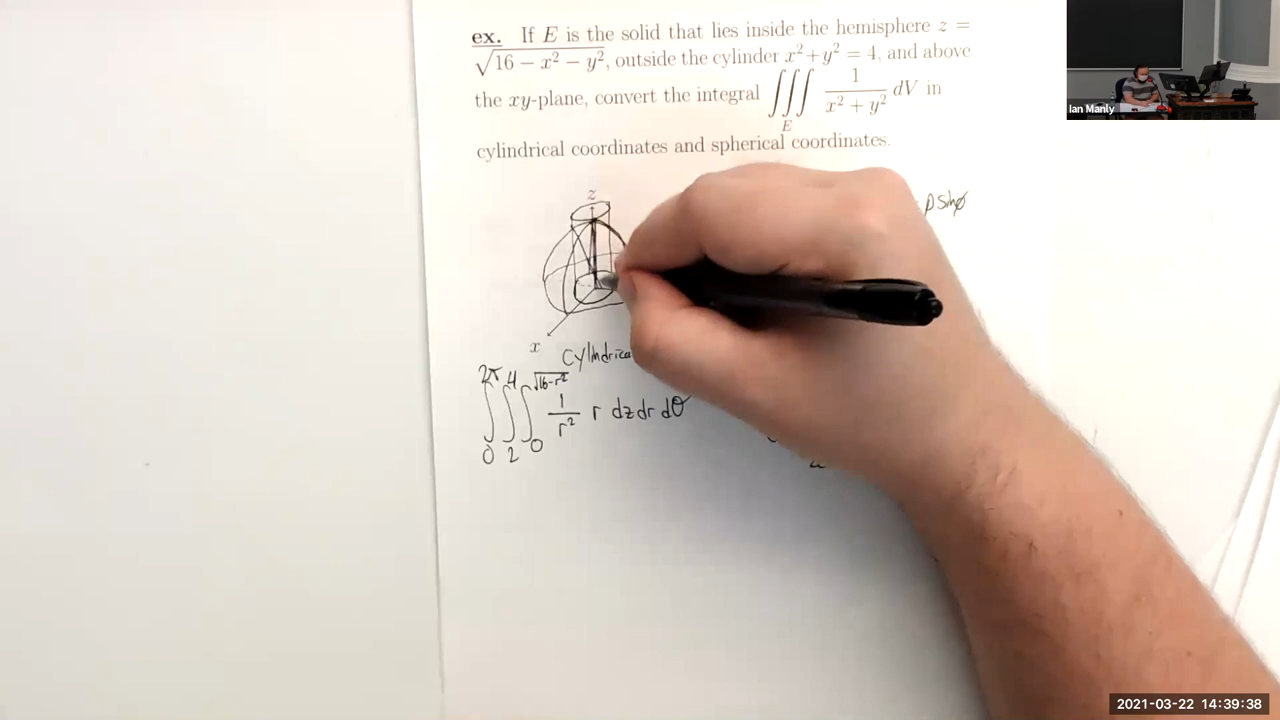 ex. If E is the solid that lies inside the hemisphere z =
√16 − x² − y², outside the cylinder x² + y² = 4, and above
the xy-plane, convert the integral ∭ 1/(x² + y²) dV in
E
cylindrical coordinates and spherical coordinates.
z
ρ sinϕ
x
Cylindrica
2π 4 √16-r²
∫∫∫ 1/r² r dz dr dθ
0 2 0
Ian Manly
2021-03-22 14:39:38